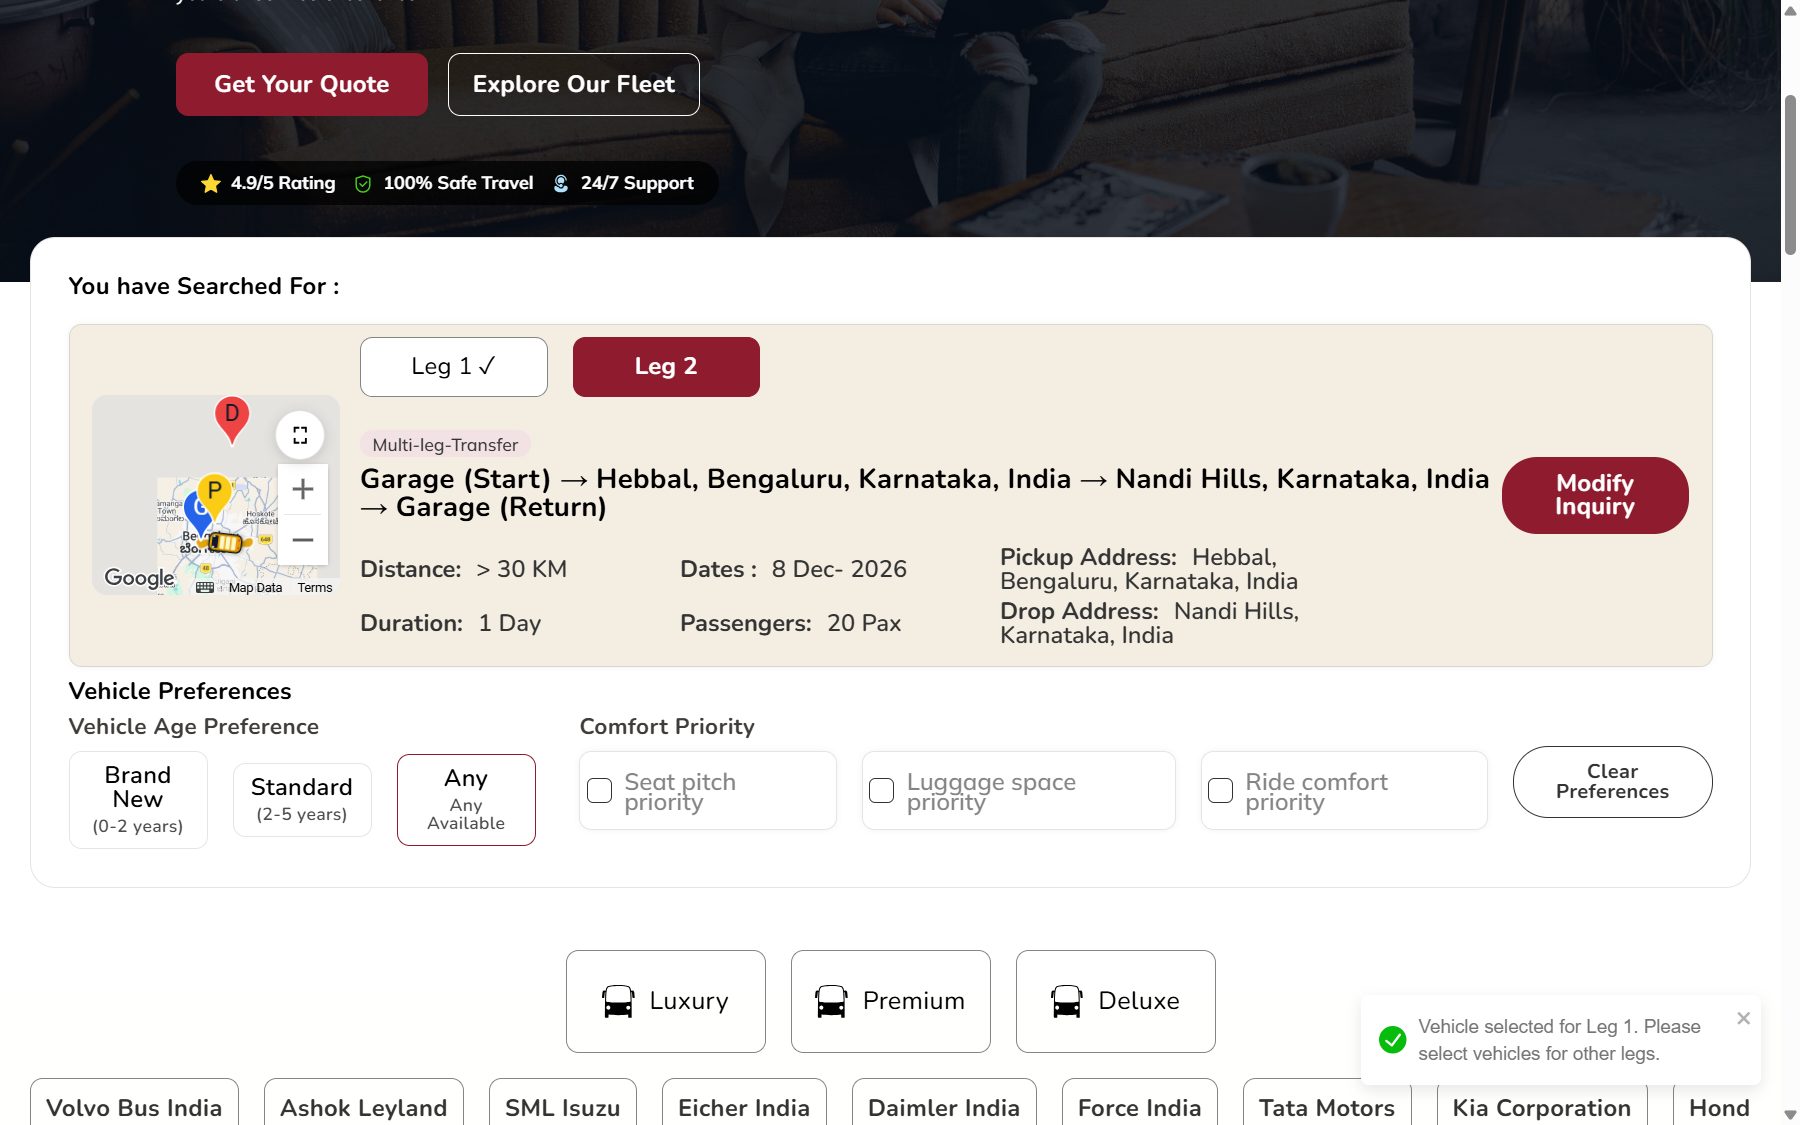 Get Your Quote
Explore Our Fleet
4.9/5 Rating
100% Safe Travel
24/7 Support
You have Searched For :
Leg 1 ✓
Leg 2
Multi-leg-Transfer
Garage (Start) → Hebbal, Bengaluru, Karnataka, India → Nandi Hills, Karnataka, India
→ Garage (Return)
Modify
Inquiry
D
P
G
Hoskote
Google
Map Data
Terms
Distance: > 30 KM
Dates : 8 Dec- 2026
Pickup Address: Hebbal,
Bengaluru, Karnataka, India
Duration: 1 Day
Passengers: 20 Pax
Drop Address: Nandi Hills,
Karnataka, India
Vehicle Preferences
Vehicle Age Preference
Comfort Priority
Brand
New
(0-2 years)
Standard
(2-5 years)
Any
Any
Available
Seat pitch
priority
Luggage space
priority
Ride comfort
priority
Clear
Preferences
Luxury
Premium
Deluxe
Vehicle selected for Leg 1. Please
select vehicles for other legs.
Volvo Bus India
Ashok Leyland
SML Isuzu
Eicher India
Daimler India
Force India
Tata Motors
Kia Corporation
Hond